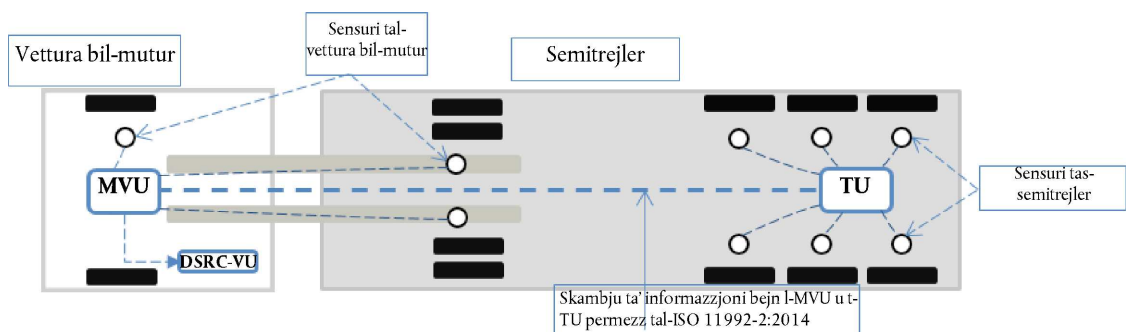 Vettura bil-mutur
Sensuri tal-
vettura bil-mutur
Semitrejler
MVU
TU
DSRC-VU
Sensuri tas-
semitrejler
Skambju ta' informazzjoni bejn l-MVU u t-
TU permezz tal-ISO 11992-2:2014